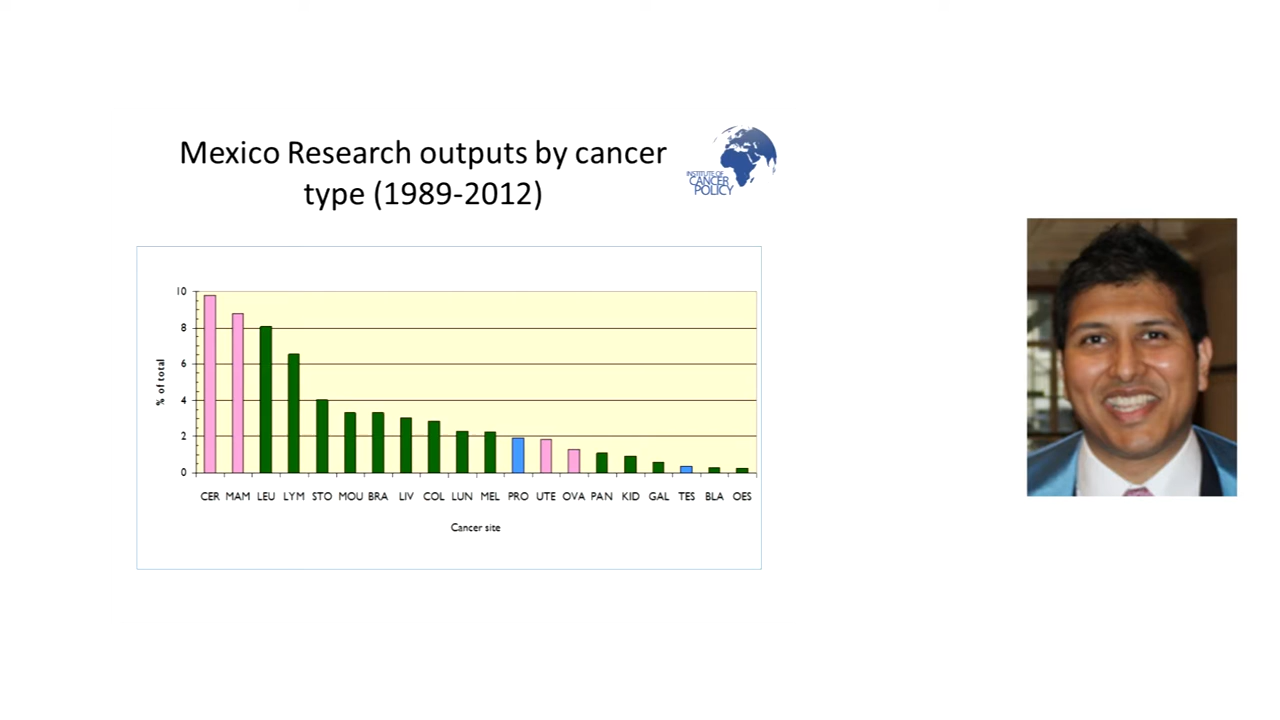 Mexico Research outputs by cancer
type (1989-2012)
INSTITUTE OF
CANCER
POLICY
10
8
6
4
2
0
% of total
CER MAM LEU LYM STO MOU BRA LIV COL LUN MEL PRO UTE OVA PAN KID GAL TES BLA OES
Cancer site